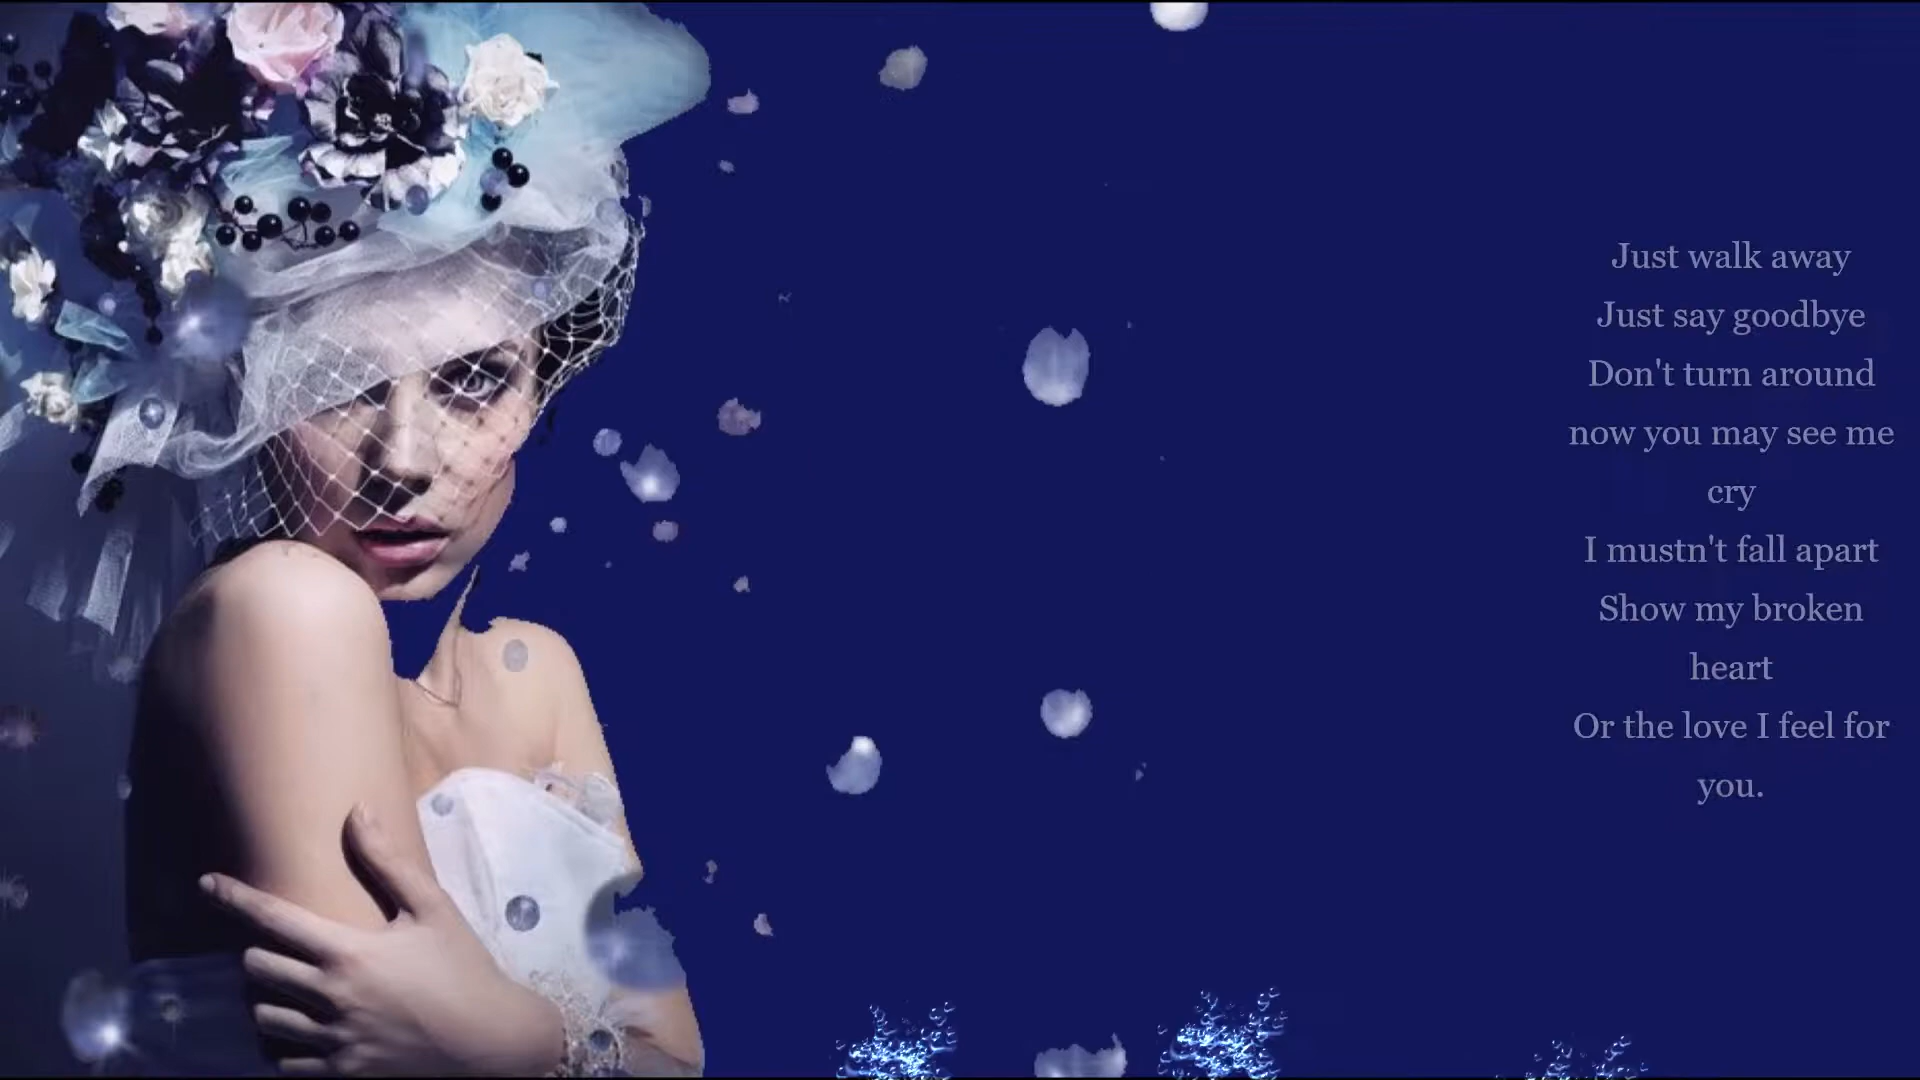 Just walk away
Just say goodbye
Don't turn around
now you may see me
cry
I mustn't fall apart
Show my broken
heart
Or the love I feel for
you.